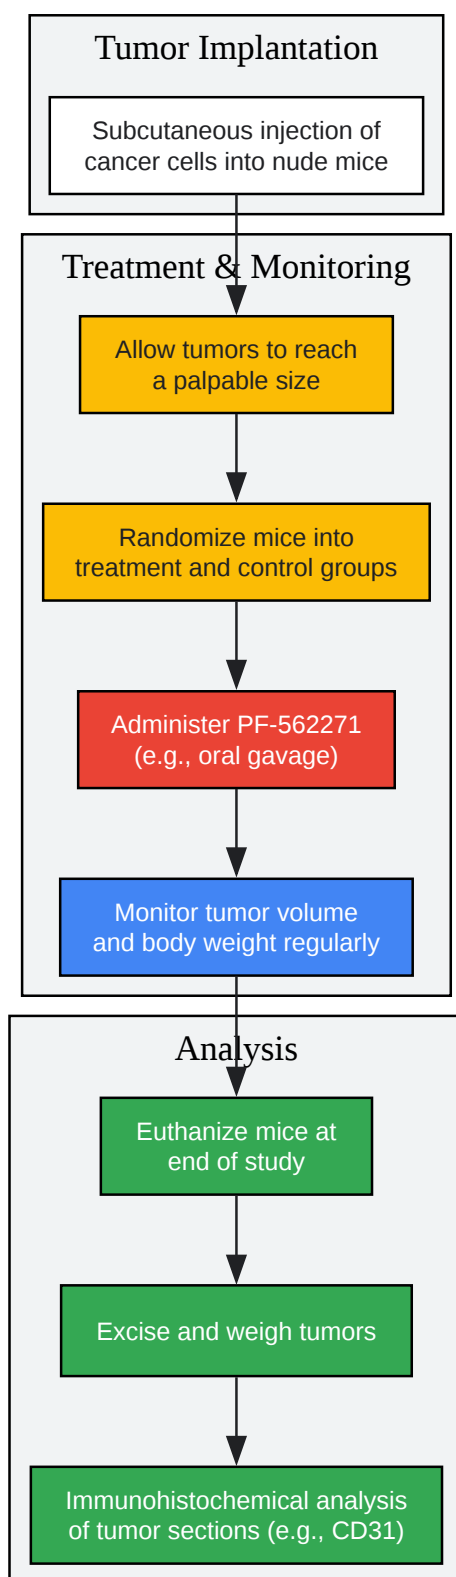 Tumor Implantation
Subcutaneous injection of
cancer cells into nude mice
Treatment & Monitoring
Allow tumors to reach
a palpable size
Randomize mice into
treatment and control groups
Administer PF-562271
(e.g., oral gavage)
Monitor tumor volume
and body weight regularly
Analysis
Euthanize mice at
end of study
Excise and weigh tumors
Immunohistochemical analysis
of tumor sections (e.g., CD31)